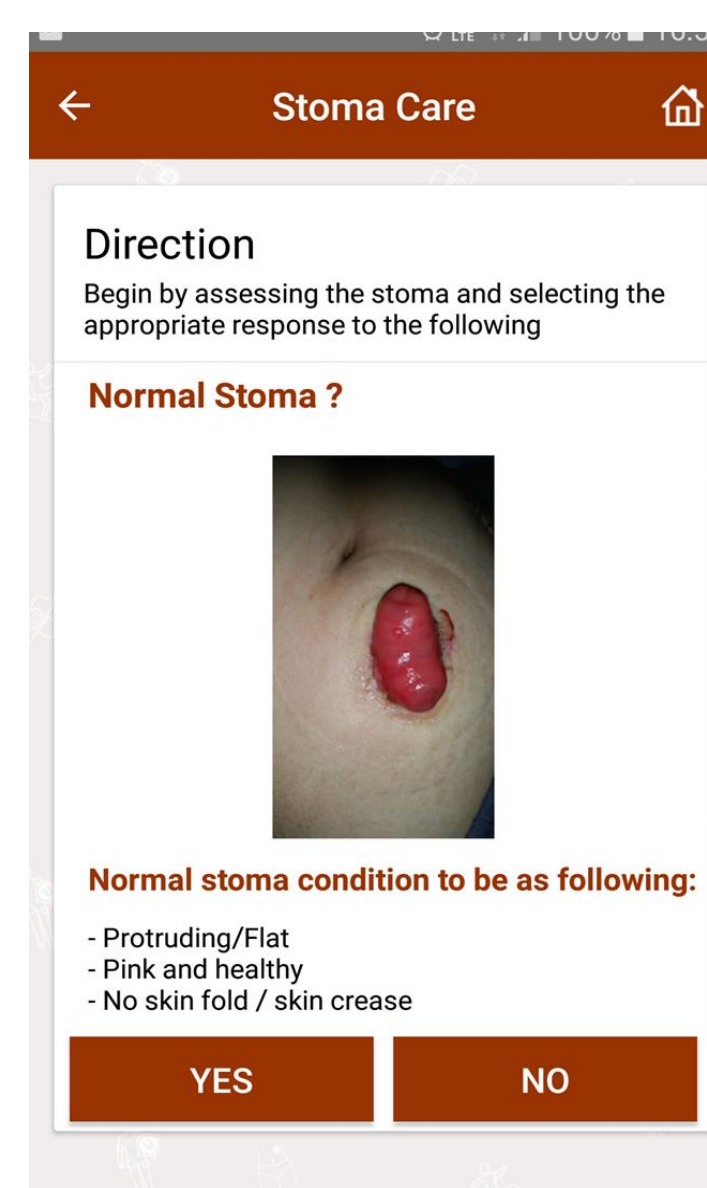 Stoma Care
Direction
Begin by assessing the stoma and selecting the
appropriate response to the following
Normal Stoma ?
Normal stoma condition to be as following:
- Protruding/Flat
- Pink and healthy
- No skin fold / skin crease
YES
NO